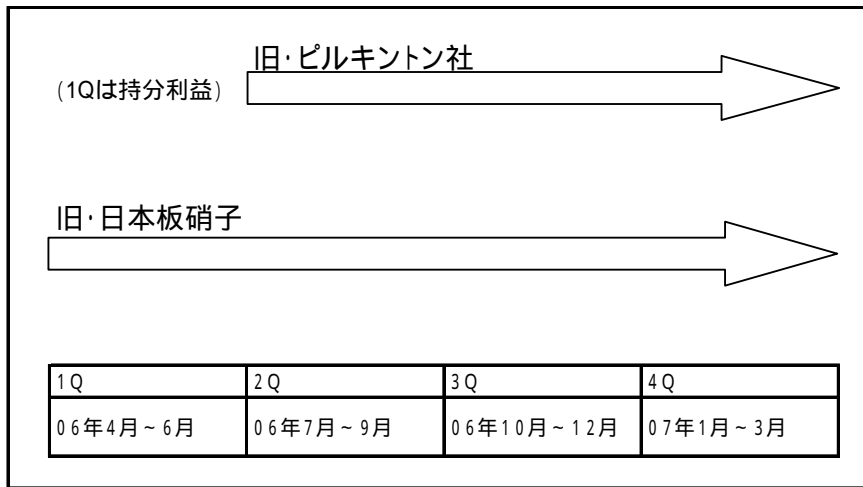 旧・ピルキントン社
(1Qは持分利益)
旧・日本板硝子
1Q 2Q 3Q 4Q
06年4月~6月 06年7月~9月 06年10月~12月 07年1月~3月